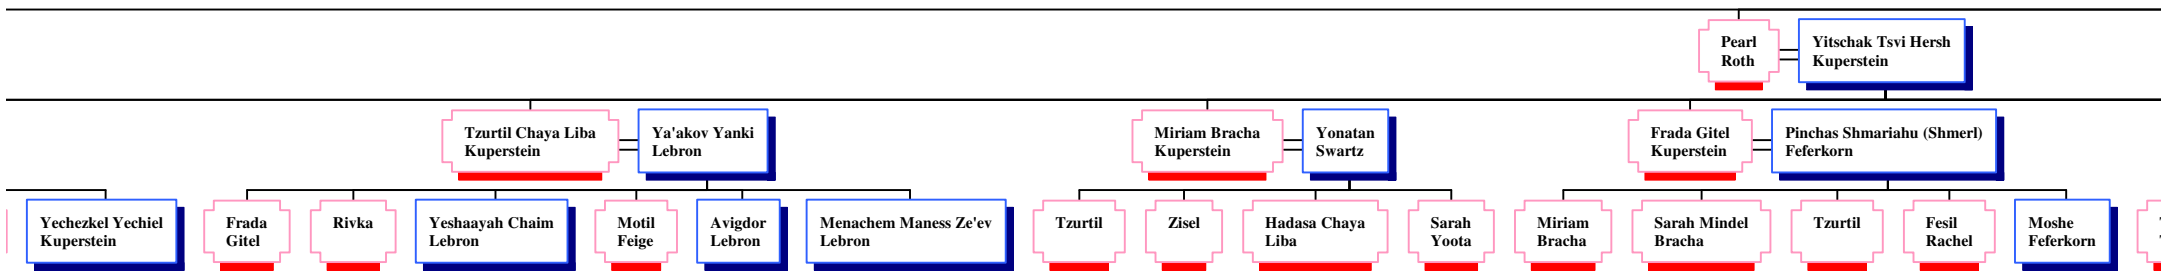 Pearl
Roth
Yitschak Tsvi Hersh
Kuperstein
Tzurtil Chaya Liba
Kuperstein
Ya'akov Yanki
Lebron
Miriam Bracha
Kuperstein
Yonatan
Swartz
Frada Gitel
Kuperstein
Pinchas Shmariahu (Shmerl)
Feferkorn
Yechezkel Yechiel
Kuperstein
Frada
Gitel
Rivka
Yeshaayah Chaim
Lebron
Motil
Feige
Avigdor
Lebron
Menachem Maness Ze'ev
Lebron
Tzurtil
Zisel
Hadasa Chaya
Liba
Sarah
Yoota
Miriam
Bracha
Sarah Mindel
Bracha
Tzurtil
Fesil
Rachel
Moshe
Feferkorn